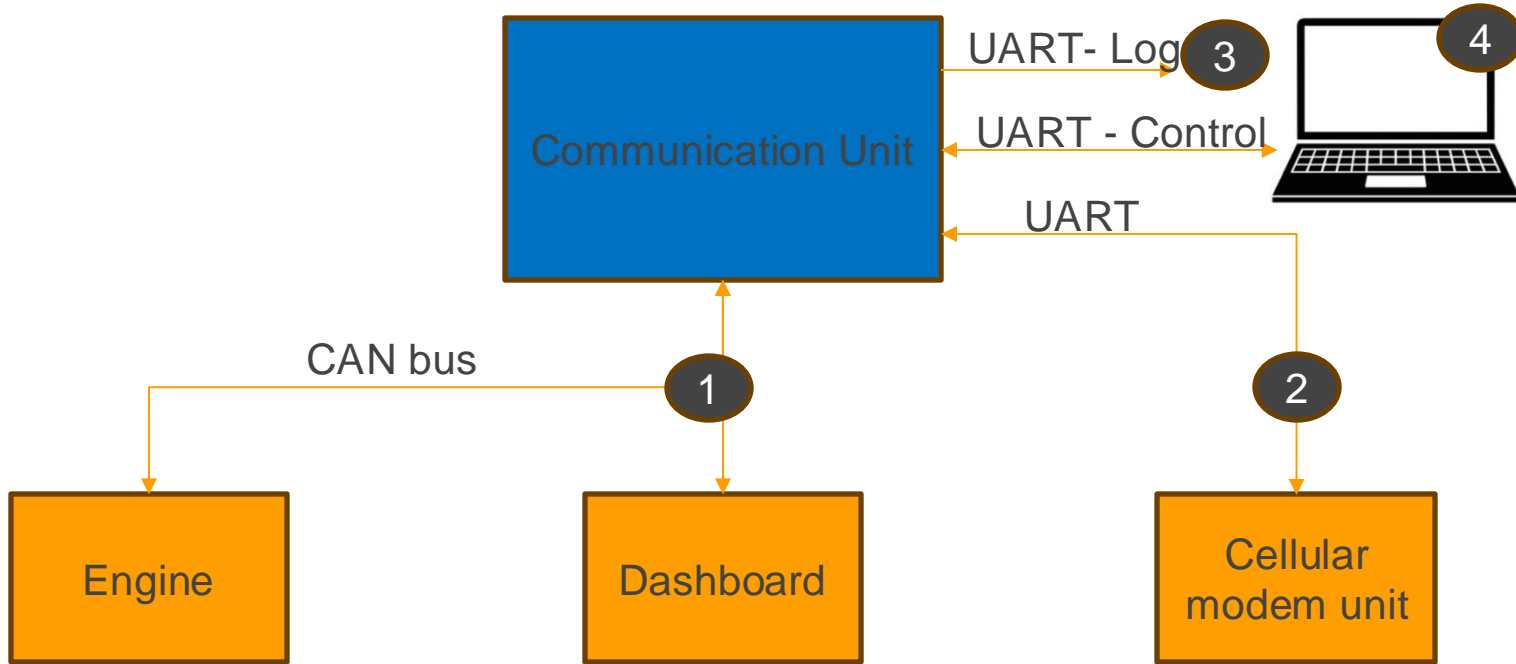 UART- Log
3
4
Communication Unit
UART - Control
UART
CAN bus
1
2
Engine
Dashboard
Cellular
modem unit